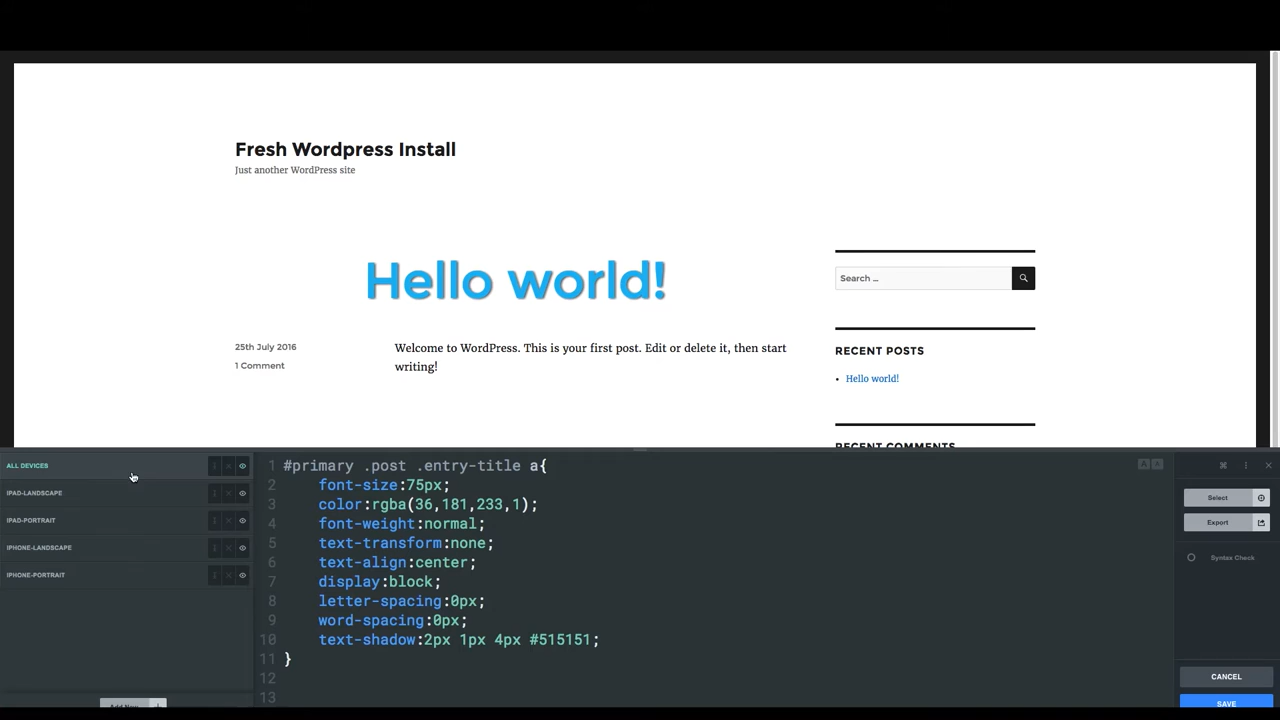 Fresh Wordpress Install
Just another WordPress site
Hello world!
25th July 2016
1 Comment
Welcome to WordPress. This is your first post. Edit or delete it, then start
writing!
Search ...
RECENT POSTS
• Hello world!
RECENT COMMENTS
ALL DEVICES
IPAD-LANDSCAPE
IPAD-PORTRAIT
IPHONE-LANDSCAPE
IPHONE-PORTRAIT
Add New
1 #primary .post .entry-title a{
2 font-size:75px;
3 color:rgba(36,181,233,1);
4 font-weight:normal;
5 text-transform:none;
6 text-align:center;
7 display:block;
8 letter-spacing:0px;
9 word-spacing:0px;
10 text-shadow:2px 1px 4px #515151;
11 }
12
13
Select
Export
Syntax Check
CANCEL
SAVE